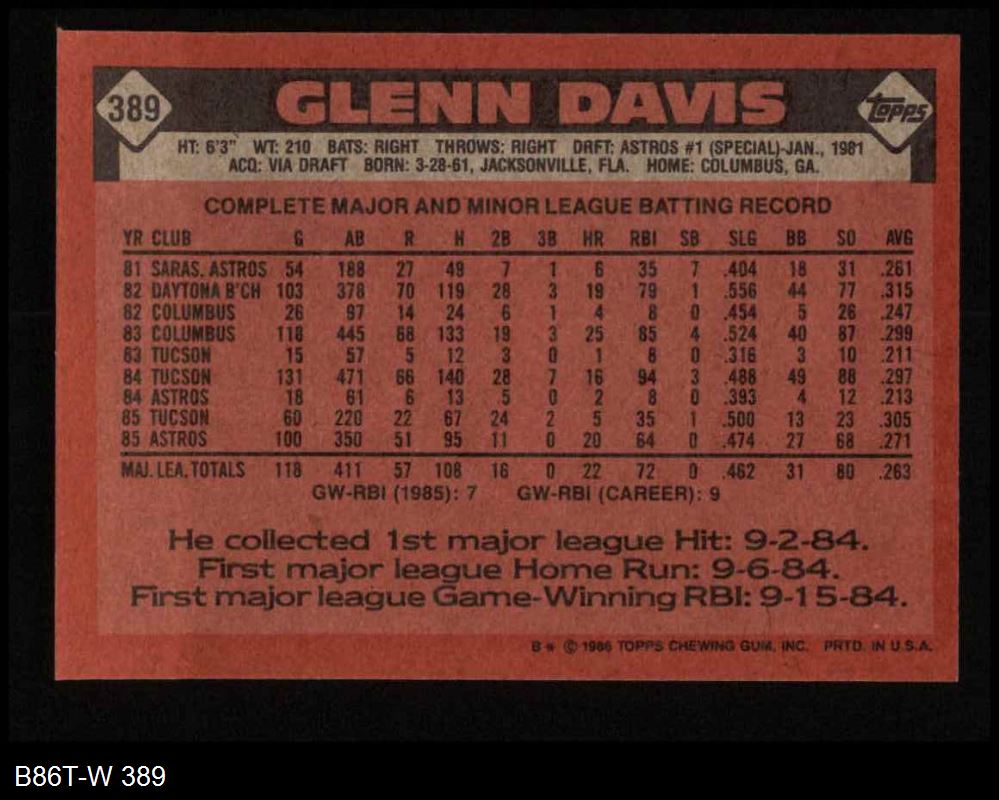 389
GLENN DAVIS
Topps
HT: 6'3" WT: 210 BATS: RIGHT THROWS: RIGHT DRFT: ASTROS #1 (SPECIAL)-JAN., 1981
ACQ: VIA DRAFT BORN: 3-28-61, JACKSONVILLE, FLA. HOME: COLUMBUS, GA.
COMPLETE MAJOR AND MINOR LEAGUE BATTING RECORD
YR CLUB G AB R H 2B 3B HR RBI SB SLG BB SO AVG
81 SARAS. ASTROS 54 188 27 49 7 1 6 35 7 .404 18 31 .261
82 DAYTONA B'CH 103 378 70 119 28 3 19 79 1 .556 44 77 .315
82 COLUMBUS 26 97 14 24 6 1 4 8 0 .454 5 26 .247
83 COLUMBUS 118 445 68 133 19 3 25 85 4 .524 40 87 .299
83 TUCSON 15 57 5 12 3 0 1 8 0 .316 3 10 .211
84 TUCSON 131 471 66 140 28 7 16 94 3 .488 49 88 .297
84 ASTROS 18 61 6 13 5 0 2 8 0 .393 4 12 .213
85 TUCSON 60 220 22 67 24 2 5 35 1 .500 13 23 .305
85 ASTROS 100 350 51 95 11 0 20 64 0 .474 27 68 .271
MAJ. LEA. TOTALS 118 411 57 108 16 0 22 72 0 .462 31 80 .263
GW-RBI (1985): 7 GW-RBI (CAREER): 9
He collected 1st major league Hit: 9-2-84.
First major league Home Run: 9-6-84.
First major league Game-Winning RBI: 9-15-84.
B* © 1986 TOPPS CHEWING GUM, INC. PRTD. IN U.S.A.
B86T-W 389